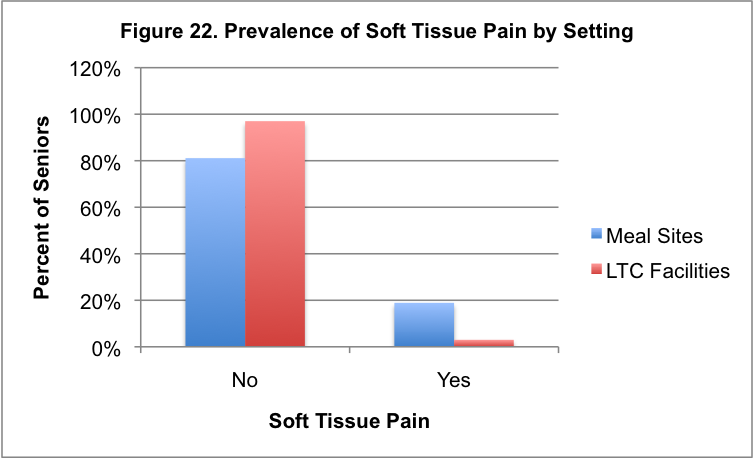 Figure 22. Prevalence of Soft Tissue Pain by Setting
120%
100%
80%
60%
40%
20%
0%
Percent of Seniors
No
Yes
Soft Tissue Pain
Meal Sites
LTC Facilities